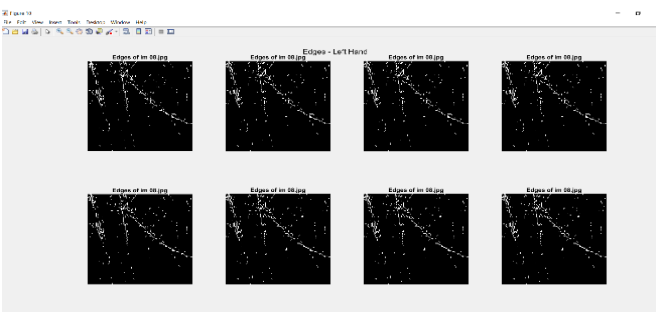 Figure 10
File Edit View Insert Tools Desktop Window Help
Edges - Left Hand
Edges of im 08.jpg Edges of im 08.jpg Edges of im 08.jpg Edges of im 08.jpg
Edges of im 08.jpg Edges of im 08.jpg Edges of im 08.jpg Edges of im 08.jpg